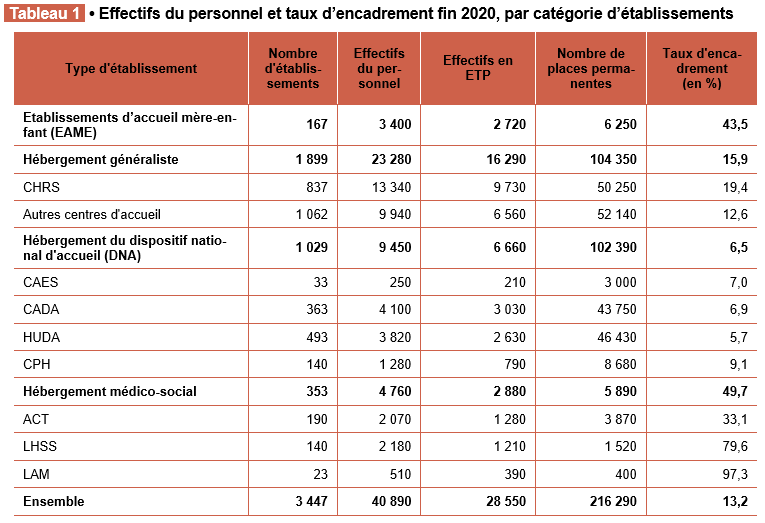 Tableau 1 • Effectifs du personnel et taux d'encadrement fin 2020, par catégorie d'établissements
Type d'établissement | Nombre d'établis-sements | Effectifs du per-sonnel | Effectifs en ETP | Nombre de places perma-nentes | Taux d'enca-drement (en %)
Etablissements d'accueil mère-en-fant (EAME) | 167 | 3 400 | 2 720 | 6 250 | 43,5
Hébergement généraliste | 1 899 | 23 280 | 16 290 | 104 350 | 15,9
CHRS | 837 | 13 340 | 9 730 | 50 250 | 19,4
Autres centres d'accueil | 1 062 | 9 940 | 6 560 | 52 140 | 12,6
Hébergement du dispositif natio-nal d'accueil (DNA) | 1 029 | 9 450 | 6 660 | 102 390 | 6,5
CAES | 33 | 250 | 210 | 3 000 | 7,0
CADA | 363 | 4 100 | 3 030 | 43 750 | 6,9
HUDA | 493 | 3 820 | 2 630 | 46 430 | 5,7
CPH | 140 | 1 280 | 790 | 8 680 | 9,1
Hébergement médico-social | 353 | 4 760 | 2 880 | 5 890 | 49,7
ACT | 190 | 2 070 | 1 280 | 3 870 | 33,1
LHSS | 140 | 2 180 | 1 210 | 1 520 | 79,6
LAM | 23 | 510 | 390 | 400 | 97,3
Ensemble | 3 447 | 40 890 | 28 550 | 216 290 | 13,2